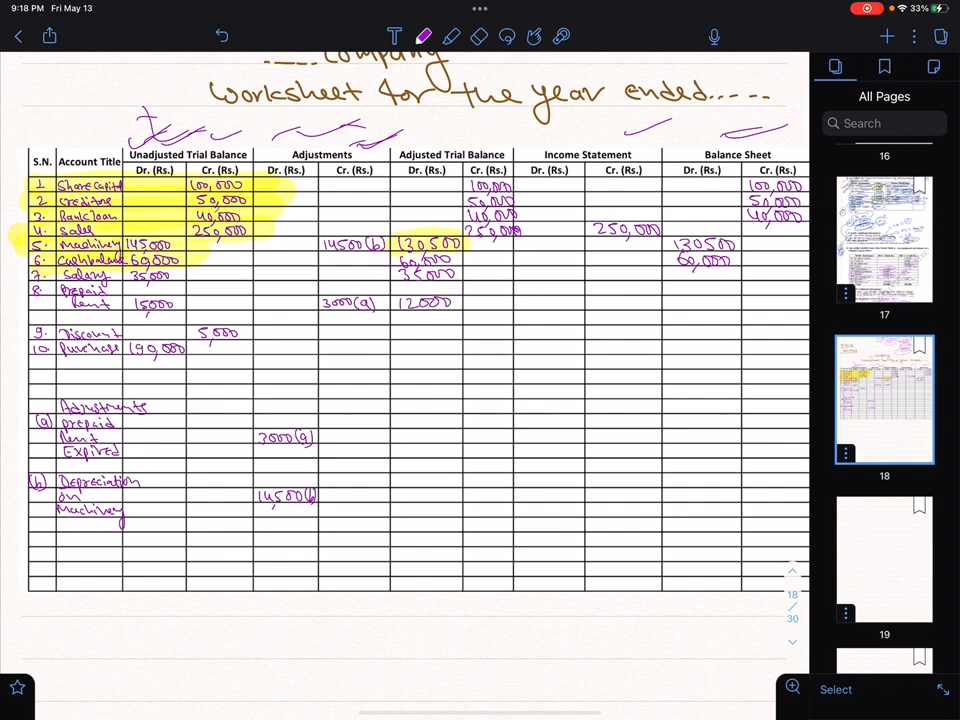 9:18 PM Fri May 13
33%
Company
Worksheet for the year ended.....
S.N. Account Title Unadjusted Trial Balance Adjustments Adjusted Trial Balance Income Statement Balance Sheet
Dr. (Rs.) Cr. (Rs.) Dr. (Rs.) Cr. (Rs.) Dr. (Rs.) Cr. (Rs.) Dr. (Rs.) Cr. (Rs.) Dr. (Rs.) Cr. (Rs.)
1 Share capital 100,000 100,000 100,000
2 Creditors 50,000 50,000 50,000
3. Bank loan 40,000 40,000 40,000
4. Sales 250,000 250,000 250,000
5. Machinery 145000 14500(b) 130500 130500
6. Cash balance 60,000 60,000 60,000
7. Salary 35,000 35000
8. Prepaid
Rent 15000 3000(a) 12000
9. Discount 5,000
10. Purchase 190,000
Adjustments
(a) prepaid
Rent 3000(a)
Expired
(b) Depreciation
on 14,500(b)
Machinery
18
/
30
All Pages
Search
16
17
18
19
Select